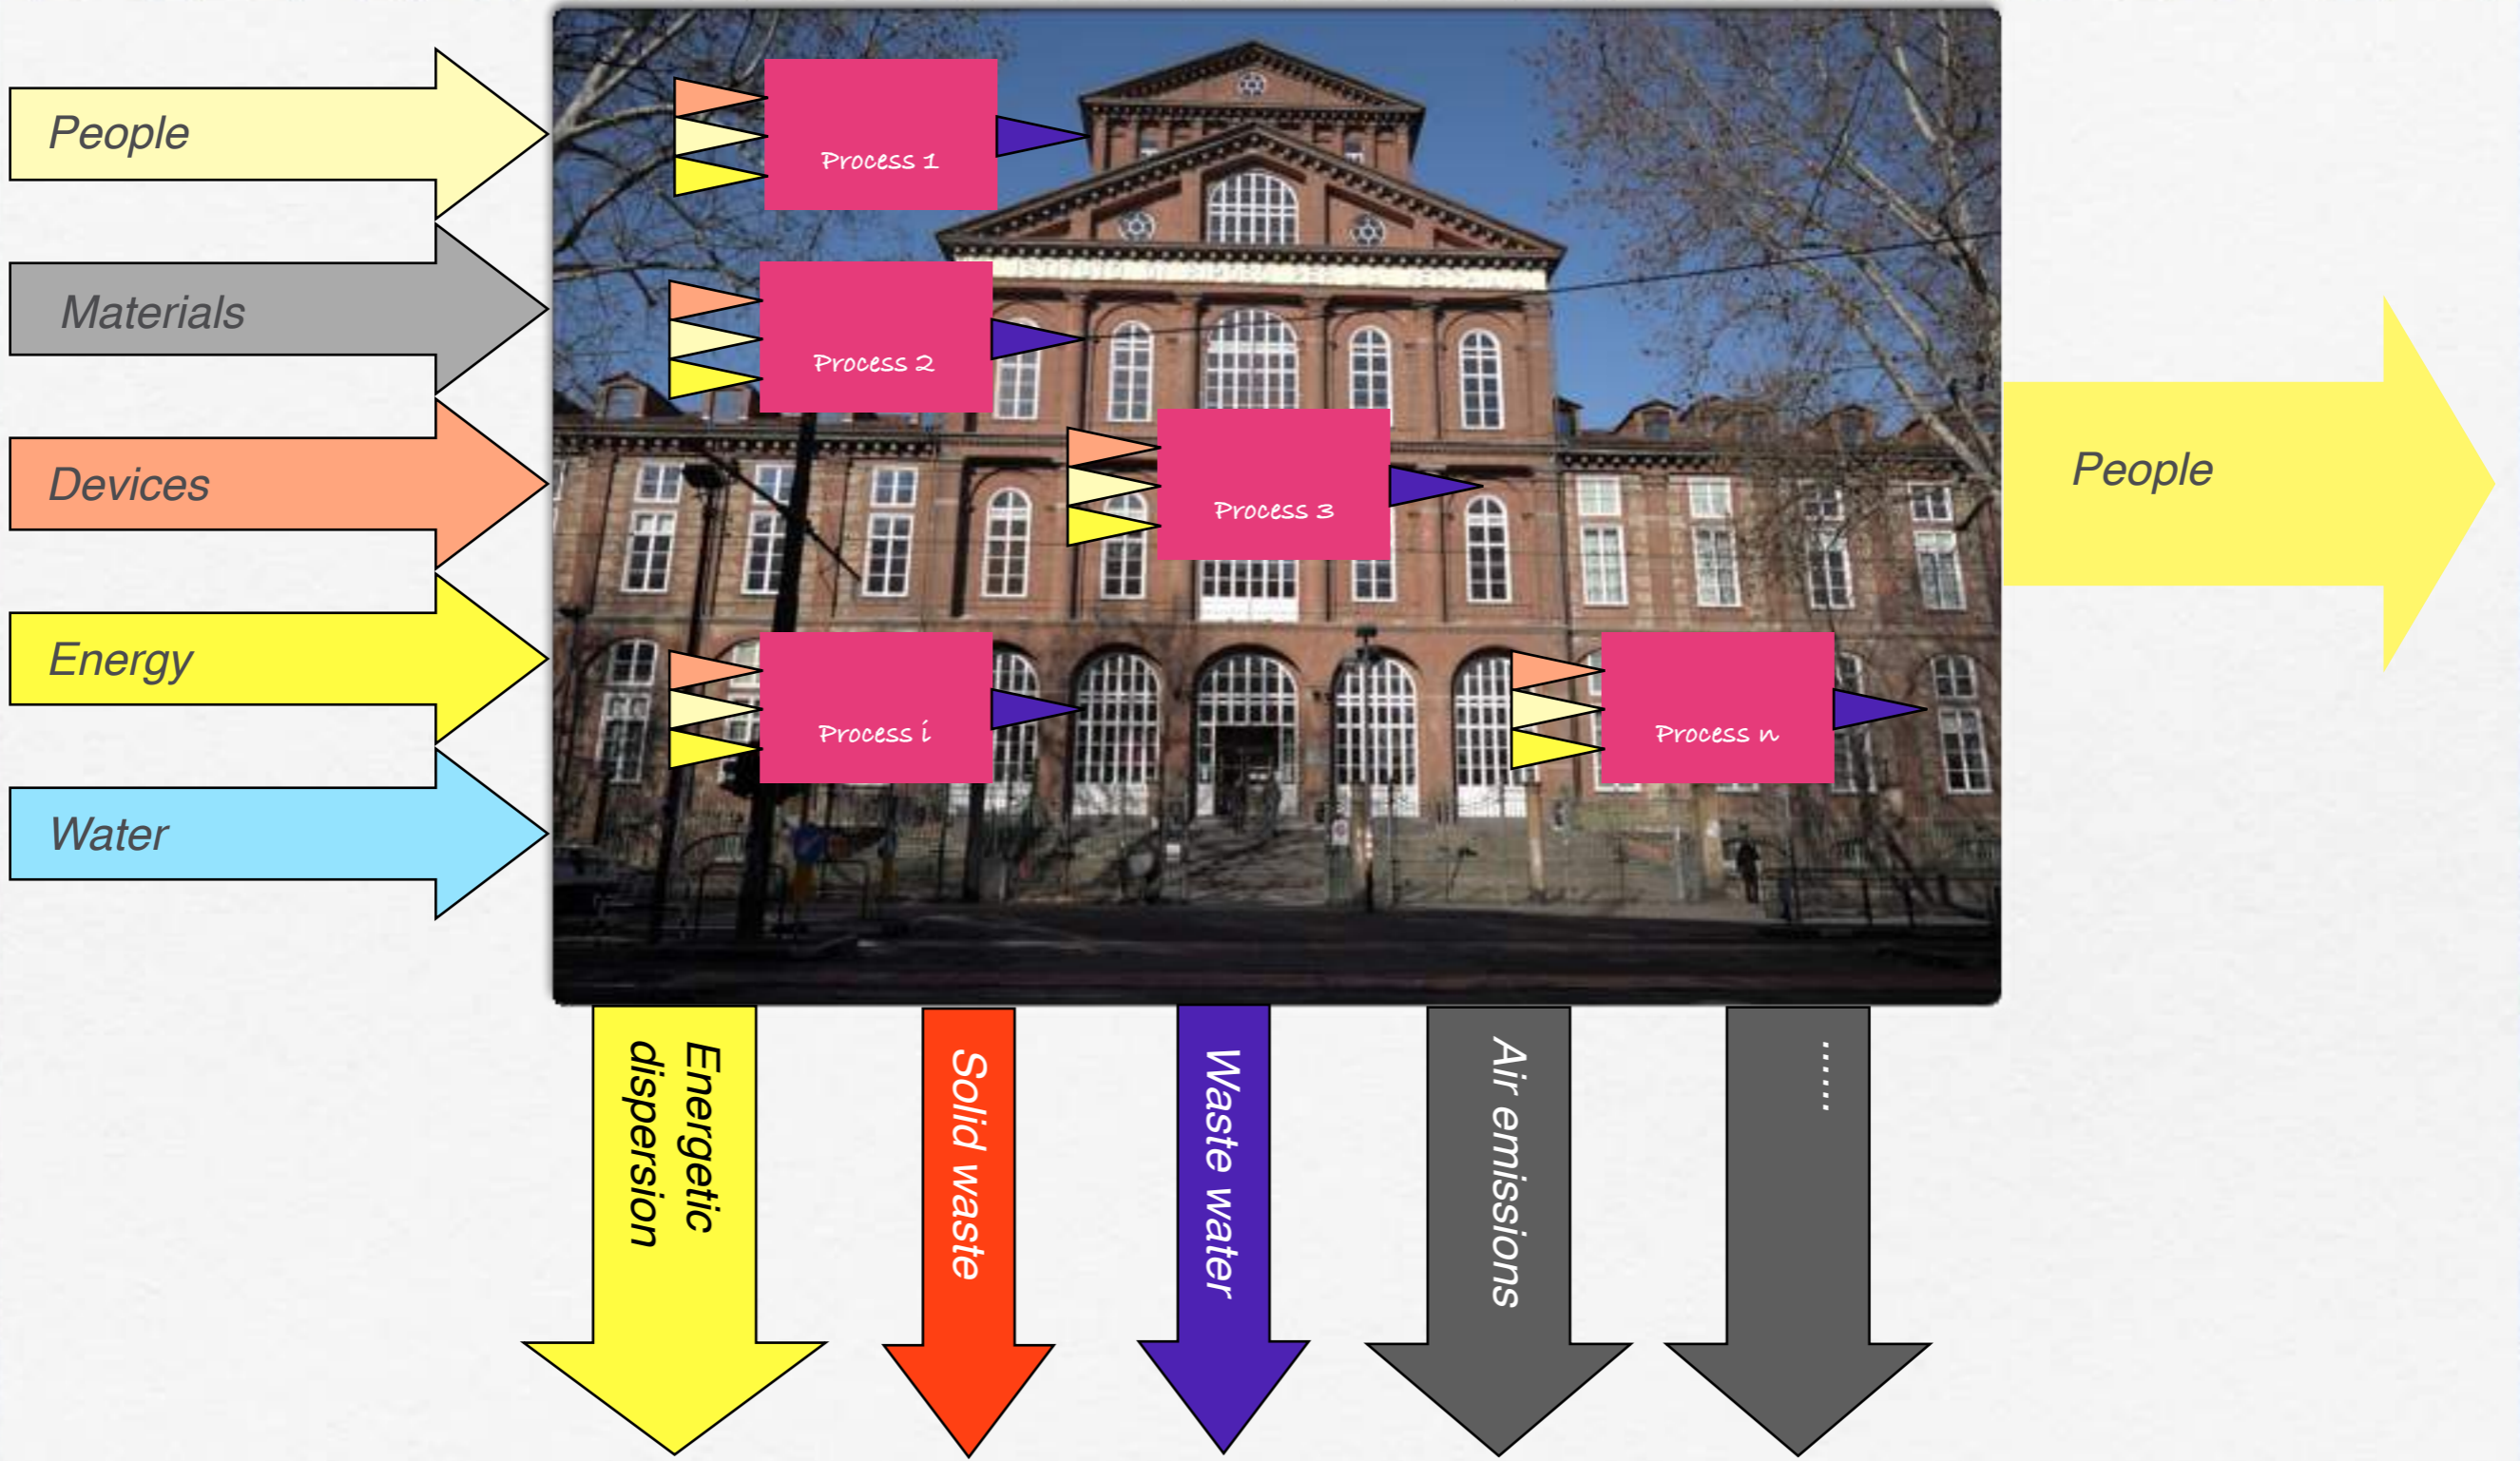 People
Materials
Devices
Energy
Water
Process 1
Process 2
Process 3
Process i
Process n
People
Energetic
dispersion
Solid waste
Waste water
Air emissions
......